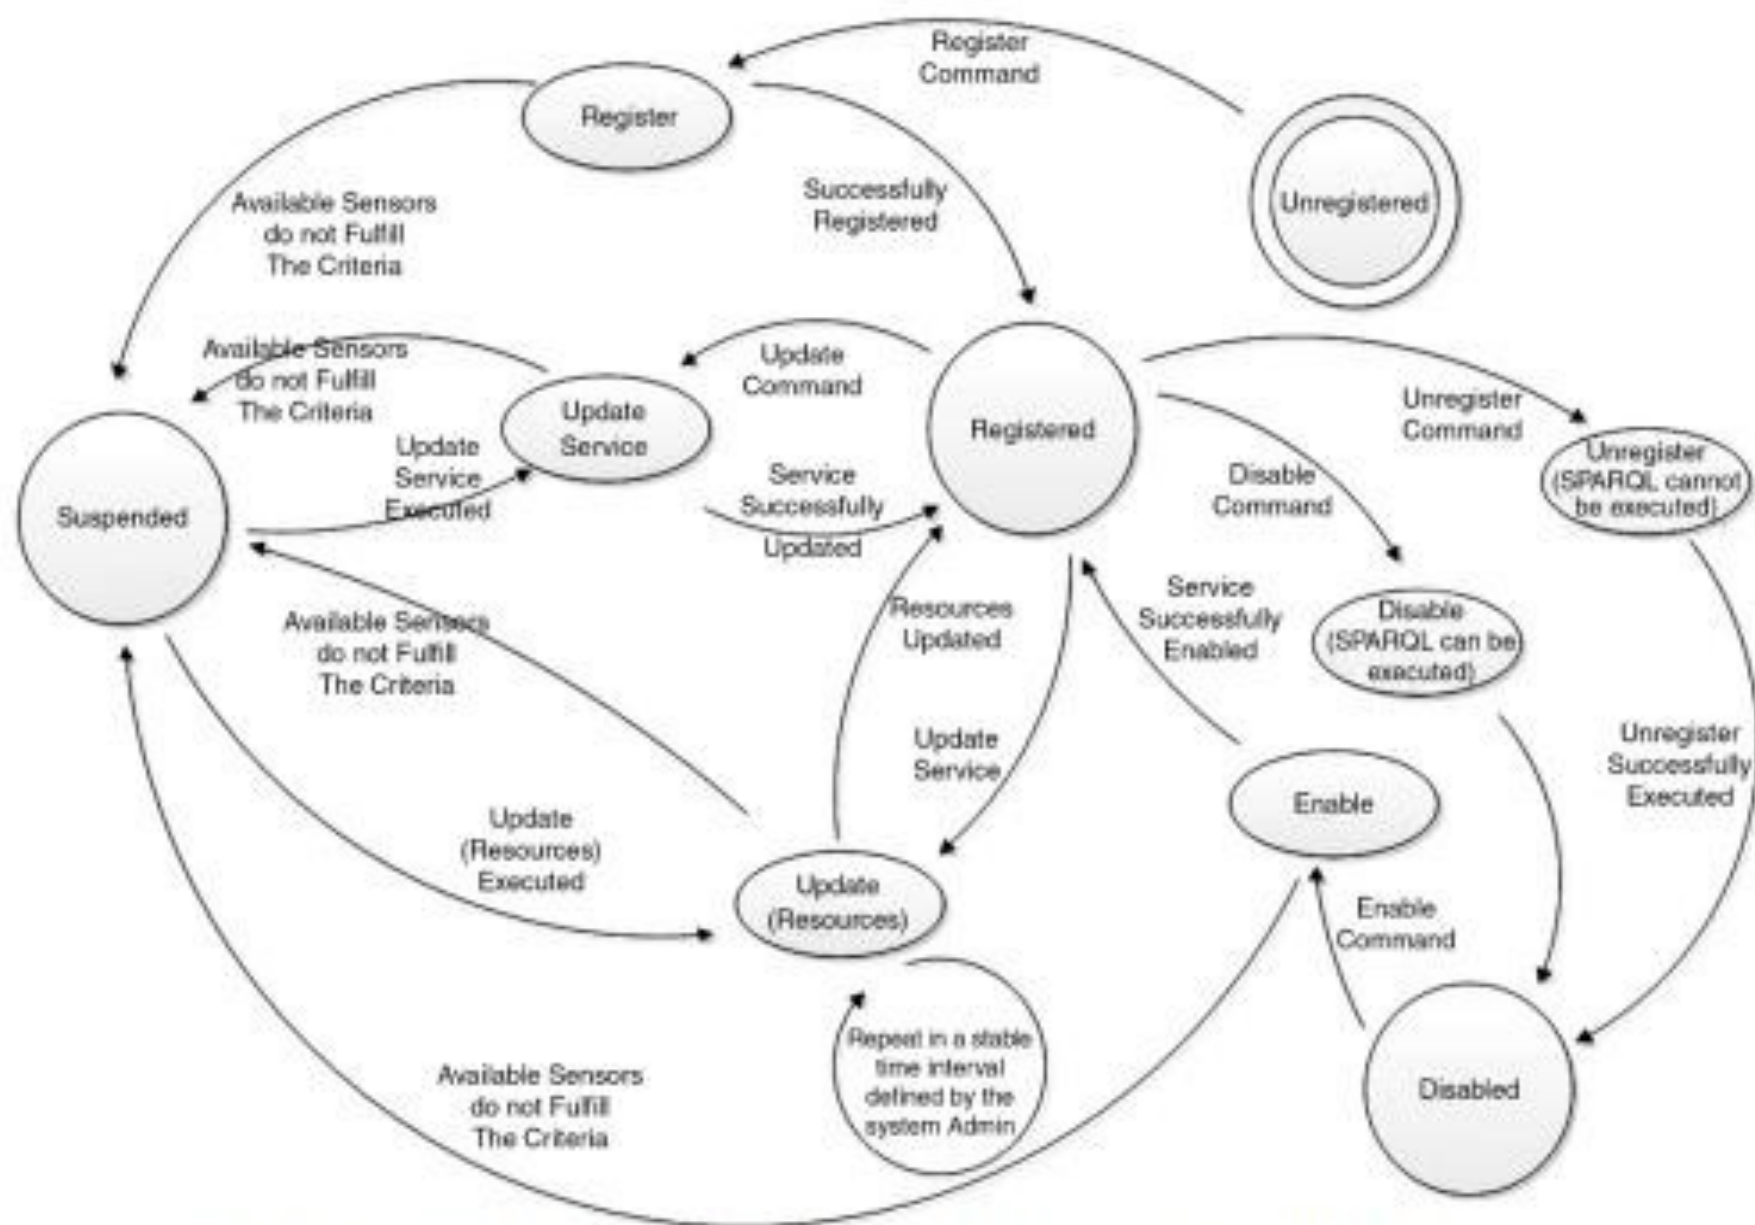 Register
Command
Register
Unregistered
Successfully
Registered
Available Sensors
do not Fulfill
The Criteria
Available Sensors
do not Fulfill
The Criteria
Update
Command
Update
Service
Registered
Unregister
Command
Unregister
(SPARQL cannot
be executed)
Update
Service
Executed
Service
Successfully
Updated
Disable
Command
Suspended
Available Sensors
do not Fulfill
The Criteria
Resources
Updated
Service
Successfully
Enabled
Disable
(SPARQL can be
executed)
Update
Service
Unregister
Successfully
Executed
Enable
Update
(Resources)
Executed
Update
(Resources)
Enable
Command
Repeat in a stable
time interval
defined by the
system Admin
Available Sensors
do not Fulfill
The Criteria
Disabled